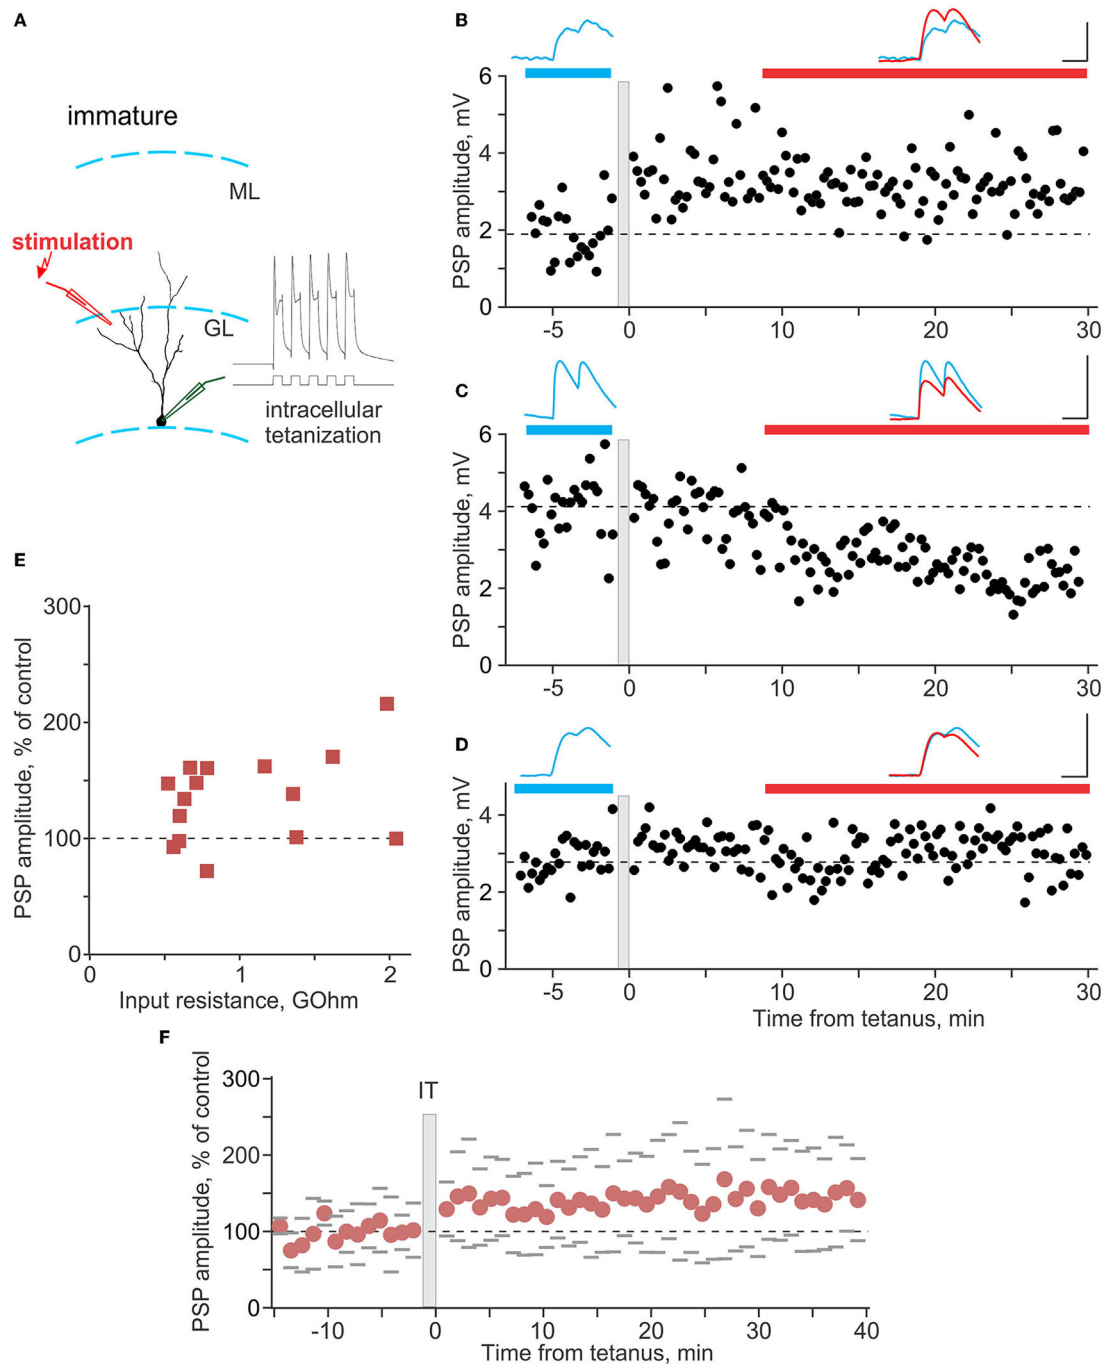 A
immature
ML
stimulation
GL
intracellular
tetanization
B
PSP amplitude, mV
6
4
2
0
-5
0
10
20
30
C
PSP amplitude, mV
6
4
2
0
-5
0
10
20
30
D
PSP amplitude, mV
4
2
0
-5
0
10
20
30
Time from tetanus, min
E
PSP amplitude, % of control
300
200
100
0
0
1
2
Input resistance, GOhm
F
PSP amplitude, % of control
300
200
100
0
IT
-10
0
10
20
30
40
Time from tetanus, min